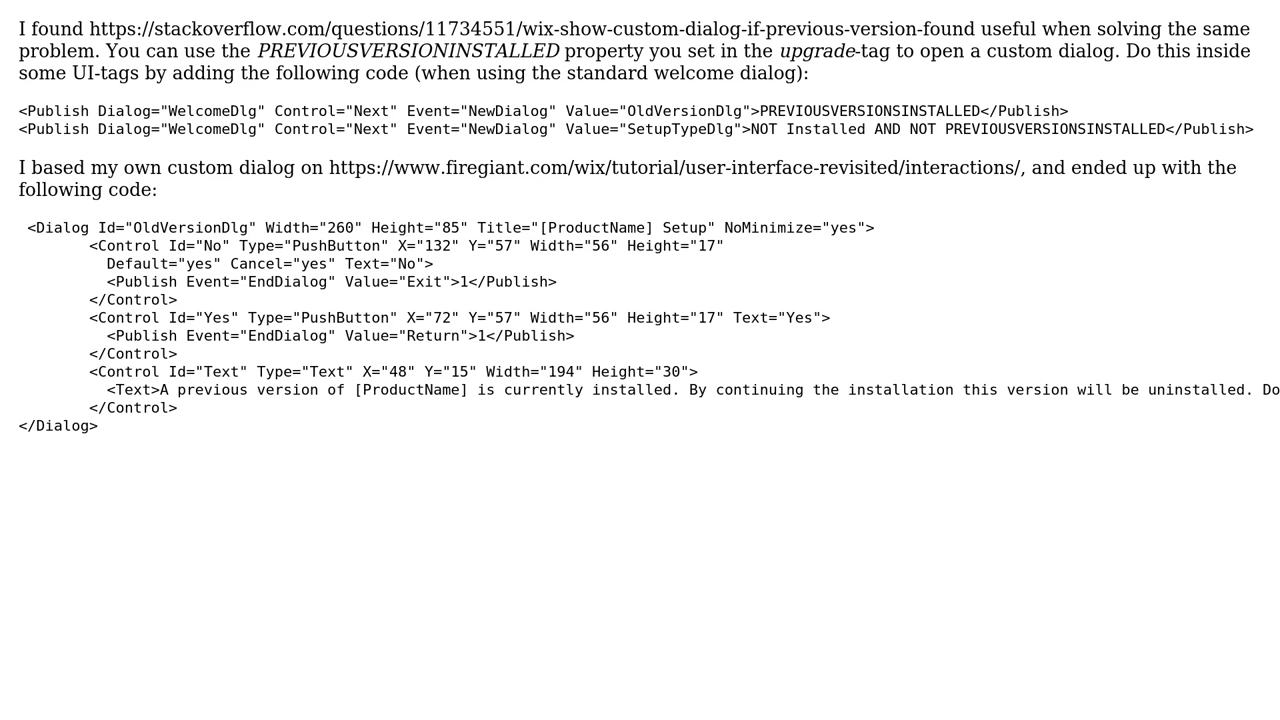 I found https://stackoverflow.com/questions/11734551/wix-show-custom-dialog-if-previous-version-found useful when solving the same
problem. You can use the PREVIOUSVERSIONINSTALLED property you set in the upgrade-tag to open a custom dialog. Do this inside
some UI-tags by adding the following code (when using the standard welcome dialog):
<Publish Dialog="WelcomeDlg" Control="Next" Event="NewDialog" Value="OldVersionDlg">PREVIOUSVERSIONSINSTALLED</Publish>
<Publish Dialog="WelcomeDlg" Control="Next" Event="NewDialog" Value="SetupTypeDlg">NOT Installed AND NOT PREVIOUSVERSIONSINSTALLED</Publish>
I based my own custom dialog on https://www.firegiant.com/wix/tutorial/user-interface-revisited/interactions/, and ended up with the
following code:
<Dialog Id="OldVersionDlg" Width="260" Height="85" Title="[ProductName] Setup" NoMinimize="yes">
<Control Id="No" Type="PushButton" X="132" Y="57" Width="56" Height="17"
Default="yes" Cancel="yes" Text="No">
<Publish Event="EndDialog" Value="Exit">1</Publish>
</Control>
<Control Id="Yes" Type="PushButton" X="72" Y="57" Width="56" Height="17" Text="Yes">
<Publish Event="EndDialog" Value="Return">1</Publish>
</Control>
<Control Id="Text" Type="Text" X="48" Y="15" Width="194" Height="30">
<Text>A previous version of [ProductName] is currently installed. By continuing the installation this version will be uninstalled. Do
</Control>
</Dialog>